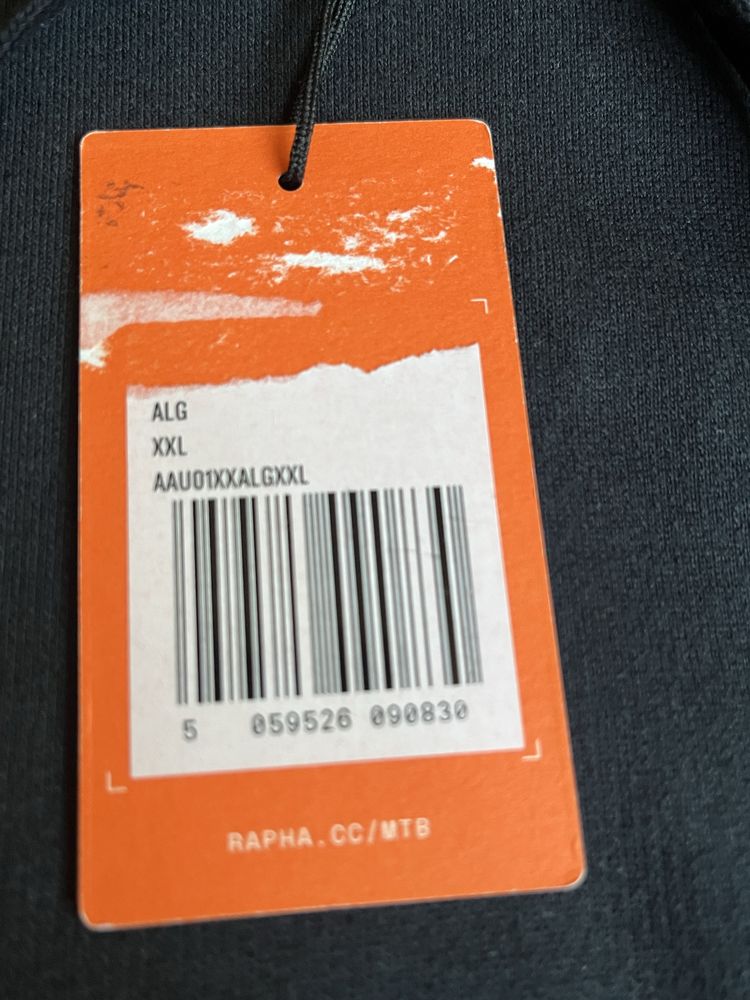 ALG
XXL
AAU01XXALGXXL
5 059526 090830
RAPHA.CC/MTB